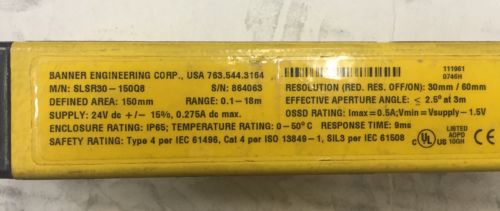 BANNER ENGINEERING CORP., USA 763.544.3164
M/N: SLSR30-150Q8 S/N: 864063
DEFINED AREA: 150mm RANGE: 0.1-18m
SUPPLY: 24V dc +/- 15%, 0.275A dc max.
ENCLOSURE RATING: IP65; TEMPERATURE RATING: 0-50°C RESPONSE TIME: 9ms
SAFETY RATING: Type 4 per IEC 61496, Cat 4 per ISO 13849-1, SIL3 per IEC 61508
111961
0746H
RESOLUTION (RED. RES. OFF/ON): 30mm / 60mm
EFFECTIVE APERTURE ANGLE: ≤ 2.5° at 3m
OSSD RATING: Imax=0.5A;Vmin=Vsupply-1.5V
C UL US LISTED
AOPD
10GH